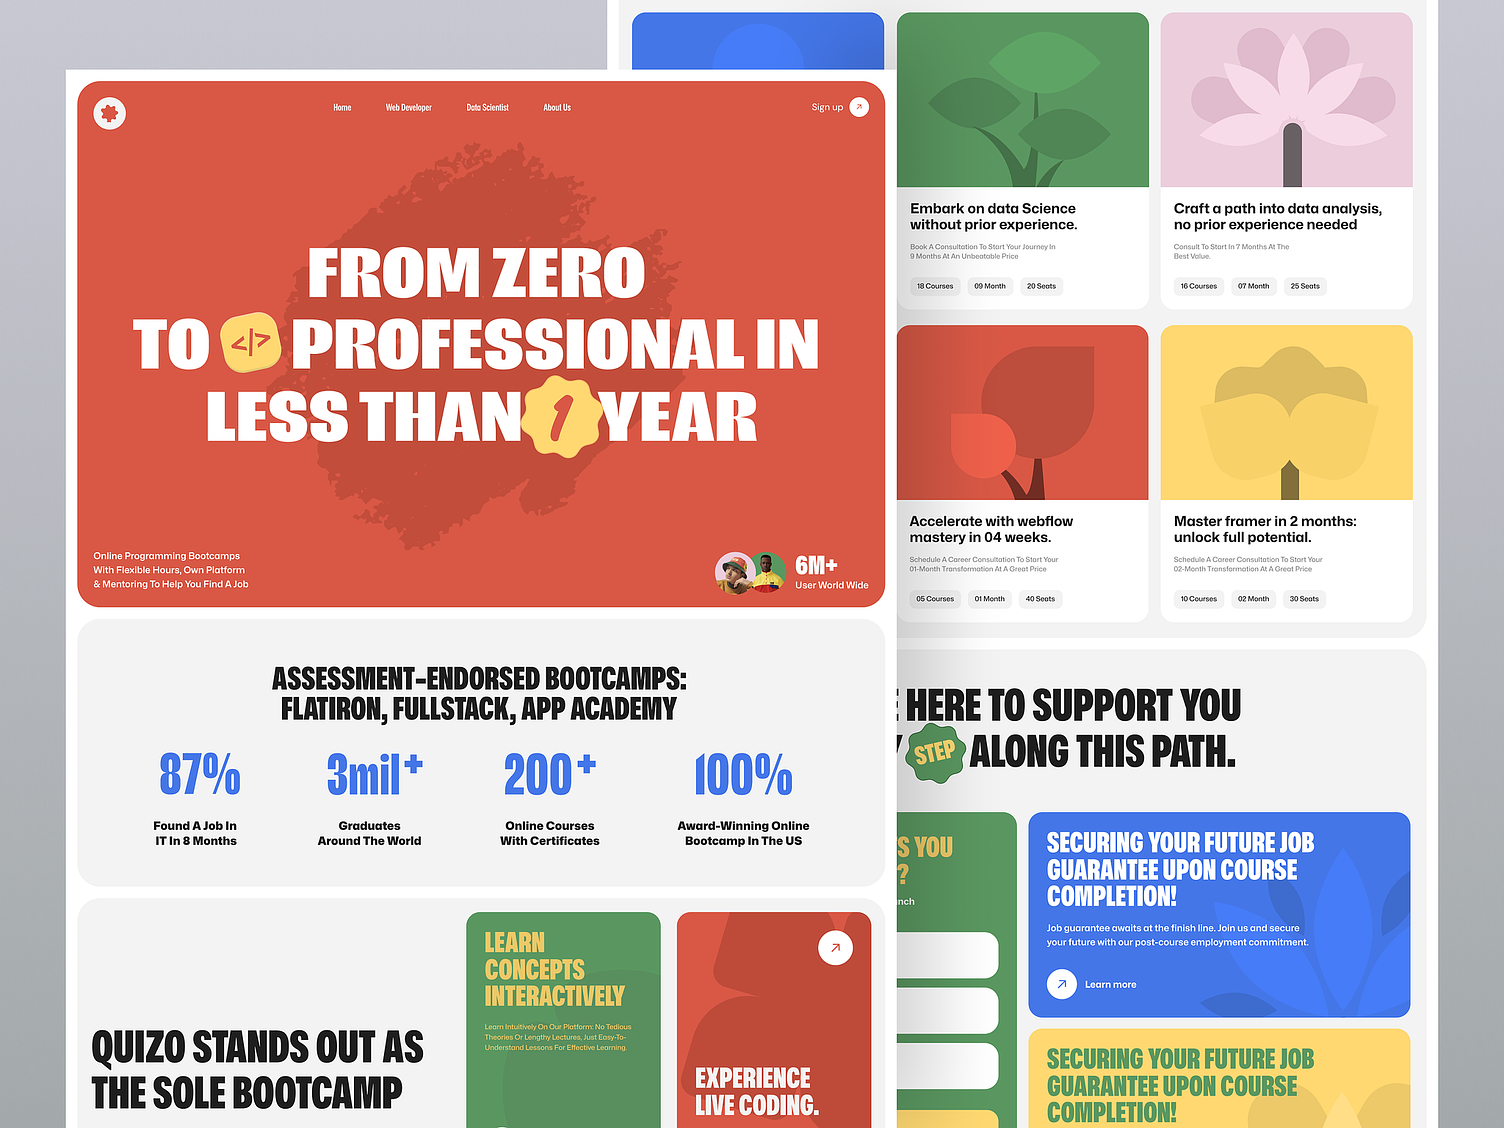 Home
Web Developer
Data Scientist
About Us
Sign up
FROM ZERO
TO </> PROFESSIONAL IN
LESS THAN 1 YEAR
Online Programming Bootcamps
With Flexible Hours, Own Platform
& Mentoring To Help You Find A Job
6M+
User World Wide
ASSESSMENT-ENDORSED BOOTCAMPS:
FLATIRON, FULLSTACK, APP ACADEMY
87%
Found A Job In
IT In 8 Months
3mil+
Graduates
Around The World
200+
Online Courses
With Certificates
100%
Award-Winning Online
Bootcamp In The US
QUIZO STANDS OUT AS
THE SOLE BOOTCAMP
LEARN
CONCEPTS
INTERACTIVELY
Learn Intuitively On Our Platform: No Tedious
Theories Or Lengthy Lectures, Just Easy-To-
Understand Lessons For Effective Learning.
EXPERIENCE
LIVE CODING.
Embark on data Science
without prior experience.
Book A Consultation To Start Your Journey In
9 Months At An Unbeatable Price
18 Courses
09 Month
20 Seats
Craft a path into data analysis,
no prior experience needed
Consult To Start In 7 Months At The
Best Value.
16 Courses
07 Month
25 Seats
Accelerate with webflow
mastery in 04 weeks.
Schedule A Career Consultation To Start Your
01-Month Transformation At A Great Price
05 Courses
01 Month
40 Seats
Master framer in 2 months:
unlock full potential.
Schedule A Career Consultation To Start Your
02-Month Transformation At A Great Price
10 Courses
02 Month
30 Seats
HERE TO SUPPORT YOU
STEP ALONG THIS PATH.
S YOU
?
nch
SECURING YOUR FUTURE JOB
GUARANTEE UPON COURSE
COMPLETION!
Job guarantee awaits at the finish line. Join us and secure
your future with our post-course employment commitment.
Learn more
SECURING YOUR FUTURE JOB
GUARANTEE UPON COURSE
COMPLETION!